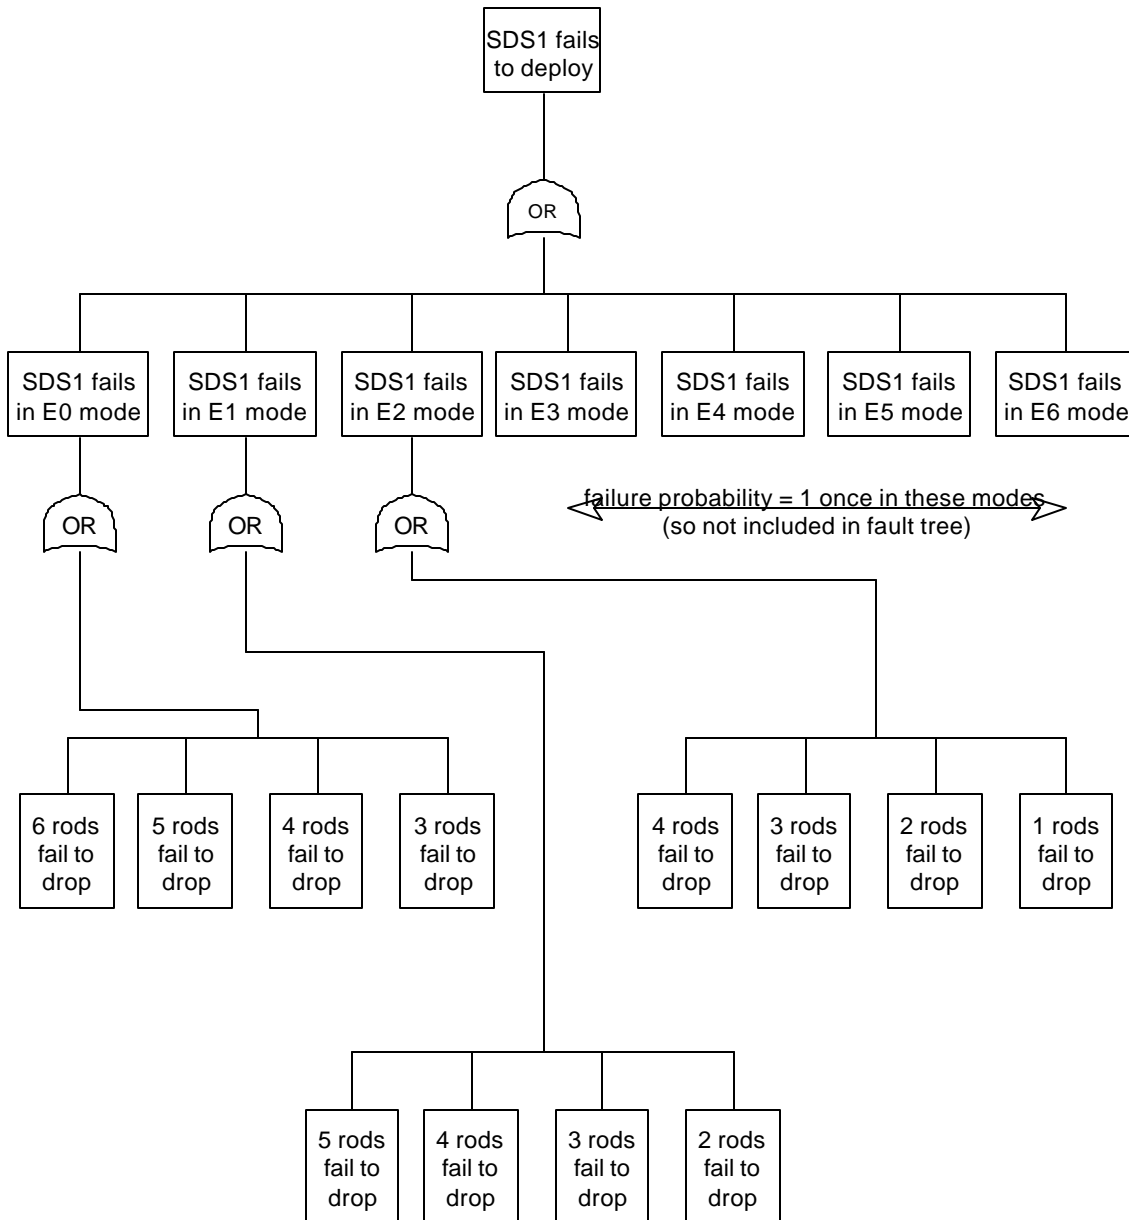 SDS1 fails
to deploy
OR
SDS1 fails
in E0 mode
SDS1 fails
in E1 mode
SDS1 fails
in E2 mode
SDS1 fails
in E3 mode
SDS1 fails
in E4 mode
SDS1 fails
in E5 mode
SDS1 fails
in E6 mode
failure probability = 1 once in these modes
(so not included in fault tree)
OR
OR
OR
6 rods
fail to
drop
5 rods
fail to
drop
4 rods
fail to
drop
3 rods
fail to
drop
4 rods
fail to
drop
3 rods
fail to
drop
2 rods
fail to
drop
1 rods
fail to
drop
5 rods
fail to
drop
4 rods
fail to
drop
3 rods
fail to
drop
2 rods
fail to
drop